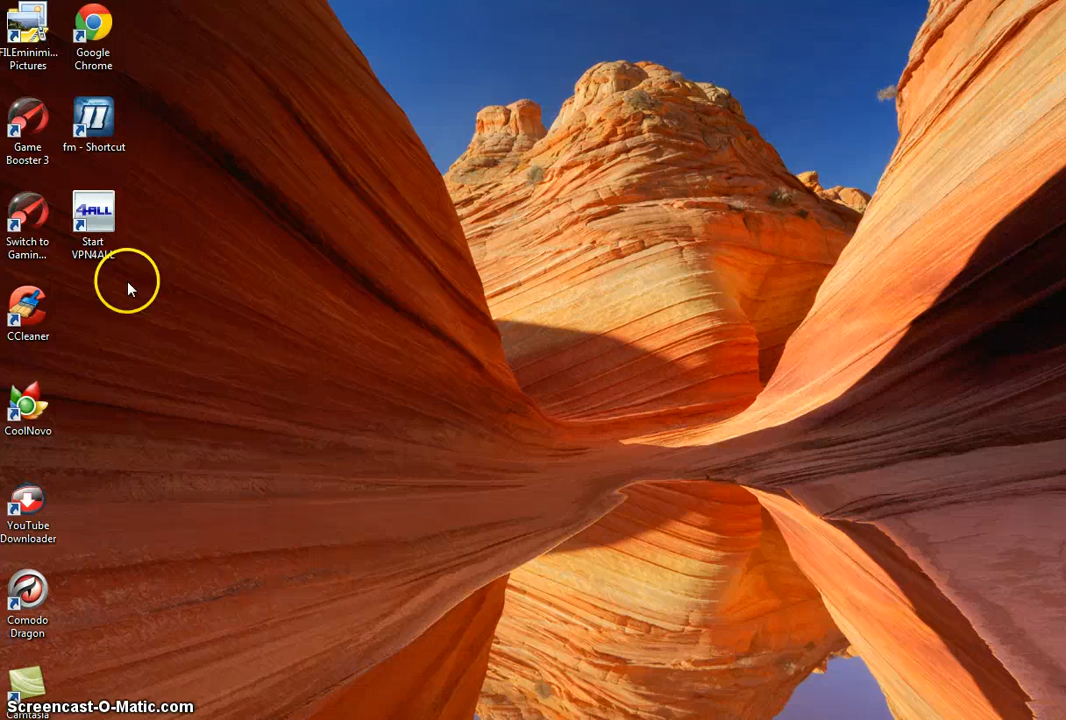 FILEminimi...
Pictures
Google
Chrome
Game
Booster 3
fm - Shortcut
Switch to
Gamin...
4ALL
Start
VPN4ALL
CCleaner
CoolNovo
YouTube
Downloader
Comodo
Dragon
Camtasia
Screencast-O-Matic.com